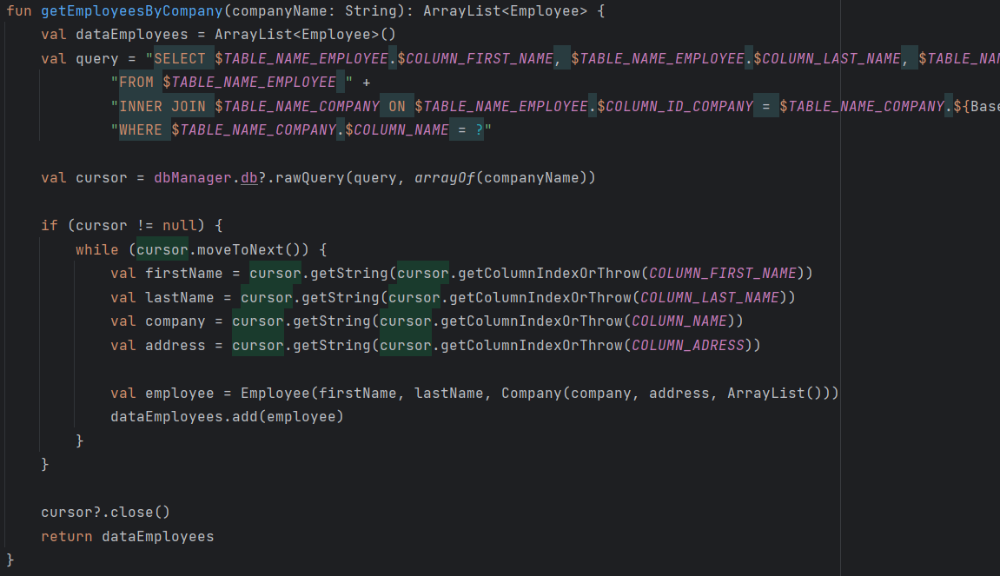 fun getEmployeesByCompany(companyName: String): ArrayList<Employee> {
    val dataEmployees = ArrayList<Employee>()
    val query = "SELECT $TABLE_NAME_EMPLOYEE.$COLUMN_FIRST_NAME, $TABLE_NAME_EMPLOYEE.$COLUMN_LAST_NAME, $TABLE_NAM
            "FROM $TABLE_NAME_EMPLOYEE " +
            "INNER JOIN $TABLE_NAME_COMPANY ON $TABLE_NAME_EMPLOYEE.$COLUMN_ID_COMPANY = $TABLE_NAME_COMPANY.${Base
            "WHERE $TABLE_NAME_COMPANY.$COLUMN_NAME = ?"
    val cursor = dbManager.db?.rawQuery(query, arrayOf(companyName))
    if (cursor != null) {
        while (cursor.moveToNext()) {
            val firstName = cursor.getString(cursor.getColumnIndexOrThrow(COLUMN_FIRST_NAME))
            val lastName = cursor.getString(cursor.getColumnIndexOrThrow(COLUMN_LAST_NAME))
            val company = cursor.getString(cursor.getColumnIndexOrThrow(COLUMN_NAME))
            val address = cursor.getString(cursor.getColumnIndexOrThrow(COLUMN_ADRESS))
            val employee = Employee(firstName, lastName, Company(company, address, ArrayList()))
            dataEmployees.add(employee)
        }
    }
    cursor?.close()
    return dataEmployees
}